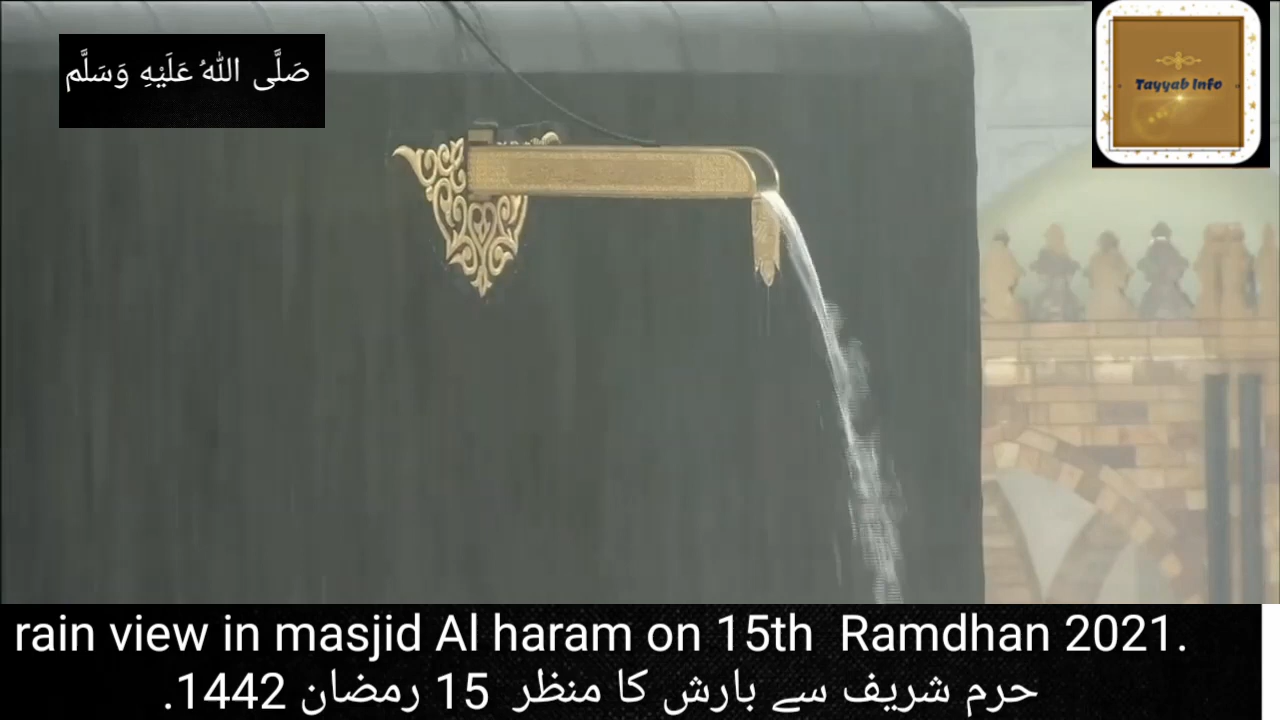 صَلَّى اللهُ عَلَيْهِ وَسَلَّم
Tayyab Info
rain view in masjid Al haram on 15th Ramdhan 2021.
حرم شریف سے بارش کا منظر 15 رمضان 1442.